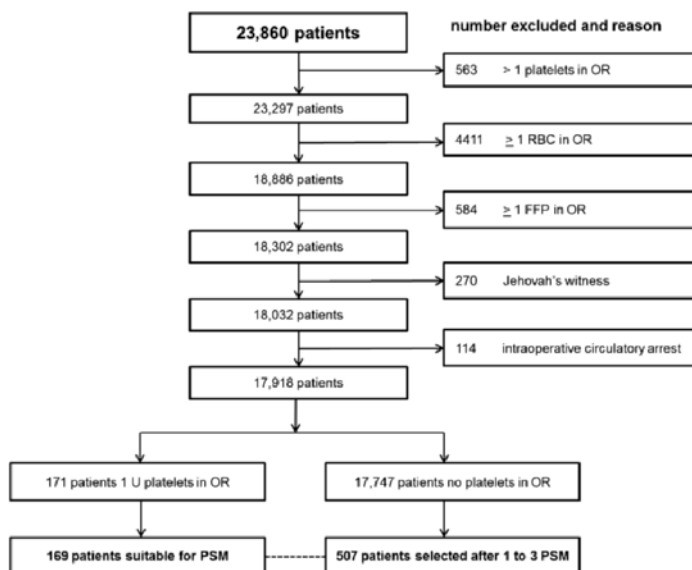 23,860 patients
number excluded and reason
563 > 1 platelets in OR
23,297 patients
4411 ≥ 1 RBC in OR
18,886 patients
584 ≥ 1 FFP in OR
18,302 patients
270 Jehovah's witness
18,032 patients
114 intraoperative circulatory arrest
17,918 patients
171 patients 1 U platelets in OR
17,747 patients no platelets in OR
169 patients suitable for PSM
507 patients selected after 1 to 3 PSM